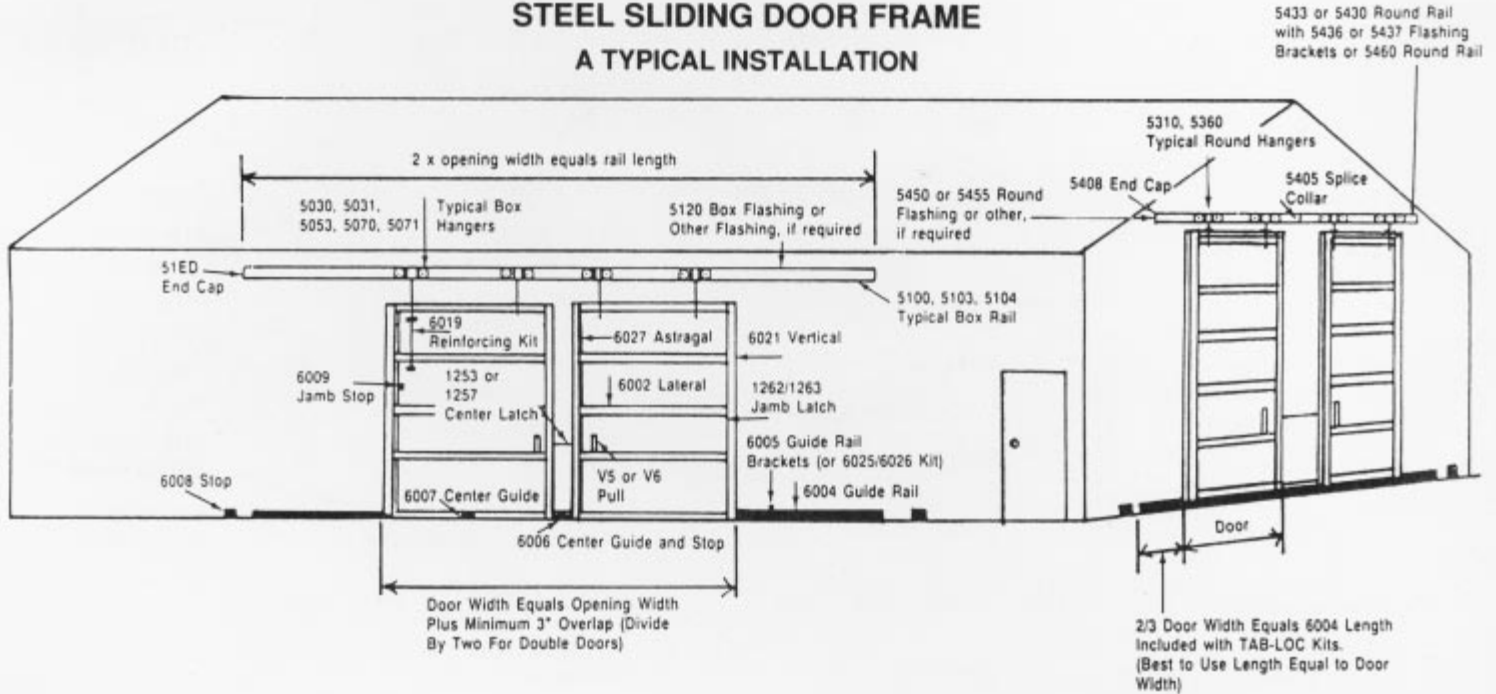 STEEL SLIDING DOOR FRAME
A TYPICAL INSTALLATION
5433 or 5430 Round Rail
with 5436 or 5437 Flashing
Brackets or 5460 Round Rail
5310, 5360
Typical Round Hangers
2 x opening width equals rail length
5408 End Cap
5405 Splice
Collar
5030, 5031,
5053, 5070, 5071
Typical Box
Hangers
5120 Box Flashing or
Other Flashing, if required
5450 or 5455 Round
Flashing or other,
if required
51ED
End Cap
5100, 5103, 5104
Typical Box Rail
6019
Reinforcing Kit
6027 Astragal
6021 Vertical
6009
Jamb Stop
1253 or
1257
Center Latch
6002 Lateral
1262/1263
Jamb Latch
6005 Guide Rail
Brackets (or 6025/6026 Kit)
6008 Stop
6007 Center Guide
V5 or V6
Pull
6004 Guide Rail
6006 Center Guide and Stop
Door
Door Width Equals Opening Width
Plus Minimum 3" Overlap (Divide
By Two For Double Doors)
2/3 Door Width Equals 6004 Length
Included with TAB-LOC Kits.
(Best to Use Length Equal to Door
Width)